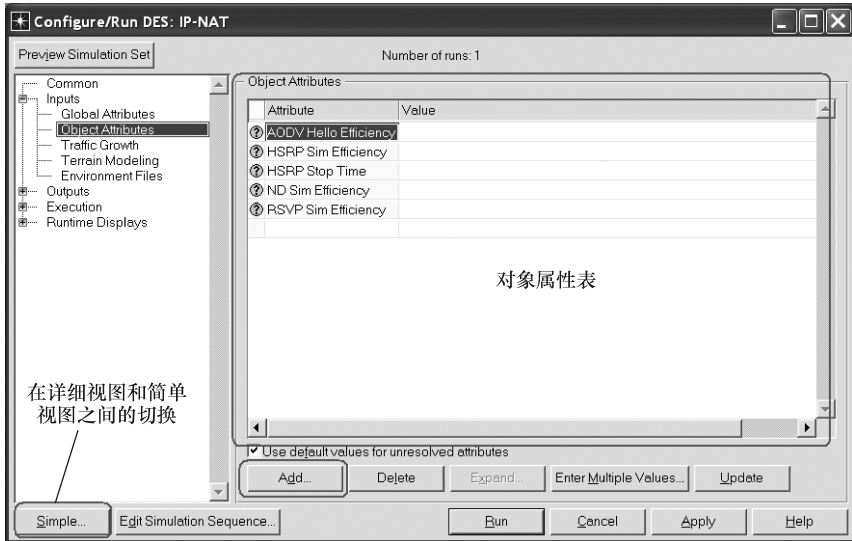 Configure/Run DES: IP-NAT
Preview Simulation Set
Number of runs: 1
Common
Inputs
Global Attributes
Object Attributes
Traffic Growth
Terrain Modeling
Environment Files
Outputs
Execution
Runtime Displays
Object Attributes
Attribute Value
AODV Hello Efficiency
HSRP Sim Efficiency
HSRP Stop Time
ND Sim Efficiency
RSVP Sim Efficiency
对象属性表
在详细视图和简单
视图之间的切换
Use default values for unresolved attributes
Add... Delete Expand... Enter Multiple Values... Update
Simple... Edit Simulation Sequence... Run Cancel Apply Help